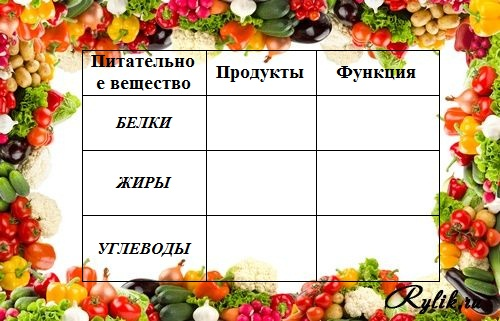 Питательно
е вещество
Продукты
Функция
БЕЛКИ
ЖИРЫ
УГЛЕВОДЫ
Rylik.ru